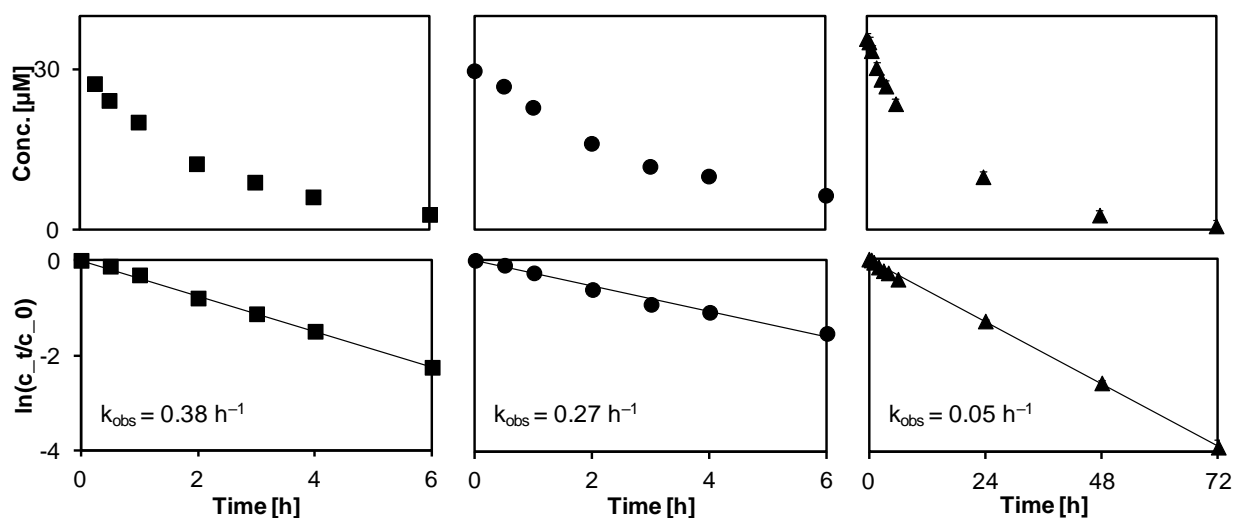 Conc. [µM]
30
0
ln(c_t/c_0)
0
-2
-4
k_obs = 0.38 h⁻¹
k_obs = 0.27 h⁻¹
k_obs = 0.05 h⁻¹
0 2 4 6
0 2 4 6
0 24 48 72
Time [h]
Time [h]
Time [h]